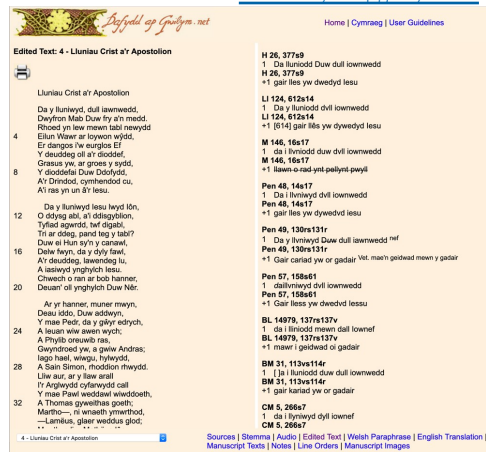 Dafydd ap Gwilym.net
Home | Cymraeg | User Guidelines
Edited Text: 4 - Lluniau Crist a'r Apostolion
Lluniau Crist a'r Apostolion
Da y lluniwyd, dull iawnwedd,
Dwyfron Mab Duw fry a'n medd.
Rhoed yn lew mewn tabl newydd
4 Eilun Wawr ar loywon wŷdd,
Er dangos i'w eurglos Ef
Y deuddeg oll a'r dioddef,
Grasus yw, ar groes y sydd,
8 Y dioddefai Duw Ddofydd,
A'r Drindod, cymhendod cu,
A'i ras yn un â'r Iesu.
Da y lluniwyd Iesu lwyd Iôn,
12 O ddysg abl, a'i ddisgyblion,
Tyfiad agwrdd, twf digabl,
Tri ar ddeg, pand teg y tabl?
Duw ei Hun sy'n y canawl,
16 Delw fwyn, da y dyly fawl,
A'r deuddeg, lawendeg lu,
A iasiwyd ynghylch Iesu.
Chwech o ran ar bob hanner,
20 Deuan' oll ynghylch Duw Nêr.
Ar yr hanner, muner mwyn,
Deau iddo, Duw addwyn,
Y mae Pedr, da y gŵyr edrych,
24 A Ieuan wiw awen wych;
A Phylib oreuwib ras,
Gwyndroed yw, a gwiw Andras;
Iago hael, wiwgu, hylwydd,
28 A Sain Simon, rhoddion rhwydd.
Lliw aur, ar y llaw arall
I'r Arglwydd cyfarwydd call
Y mae Pawl weddawl wiwddoeth,
32 A Thomas gyweithas goeth;
Martho—, ni wnaeth ymwrthod,
—Lamëus, glaer weddus glod;
H 26, 377s9
1 Da lluniodd Duw dull iownwedd
H 26, 377s9
+1 gair lles yw dwedyd Iesu
Ll 124, 612s14
1 Da y lluniodd dvll iownwedd
Ll 124, 612s14
+1 [614] gair llês yw dywedyd Iesu
M 146, 16s17
1 Da i llvniodd duw dvll iownwedd
M 146, 16s17
+1 llawn o rad ynt pellynt pwyll
Pen 48, 14s17
1 Da i llvniwyd dvll iownwedd
Pen 48, 14s17
+1 gair lles yw dywedvd iesu
Pen 49, 130rs131r
1 Da y llvniwyd Duw dull iawnwedd nef
Pen 49, 130rs131r
+1 Gair cariad yw or gadair Vet. mae'n geidwad mewn y gadair
Pen 57, 158s61
1 daillvniwyd dvll iownwedd
Pen 57, 158s61
+1 Gair lless yw dwedvd Iessu
BL 14979, 137rs137v
1 da i lliniodd mewn dall Iownef
BL 14979, 137rs137v
+1 mawr i geidwad oi gadair
BM 31, 113vs114r
1 [ ]a i lluniodd duw dull iawnwedd
BM 31, 113vs114r
+1 gair kariad yw or gadair
CM 5, 266s7
1 da i llyniwyd dyll iownef
CM 5, 266s7
4 - Lluniau Crist a'r Apostolion
Sources | Stemma | Audio | Edited Text | Welsh Paraphrase | English Translation |
Manuscript Texts | Notes | Line Orders | Manuscript Images